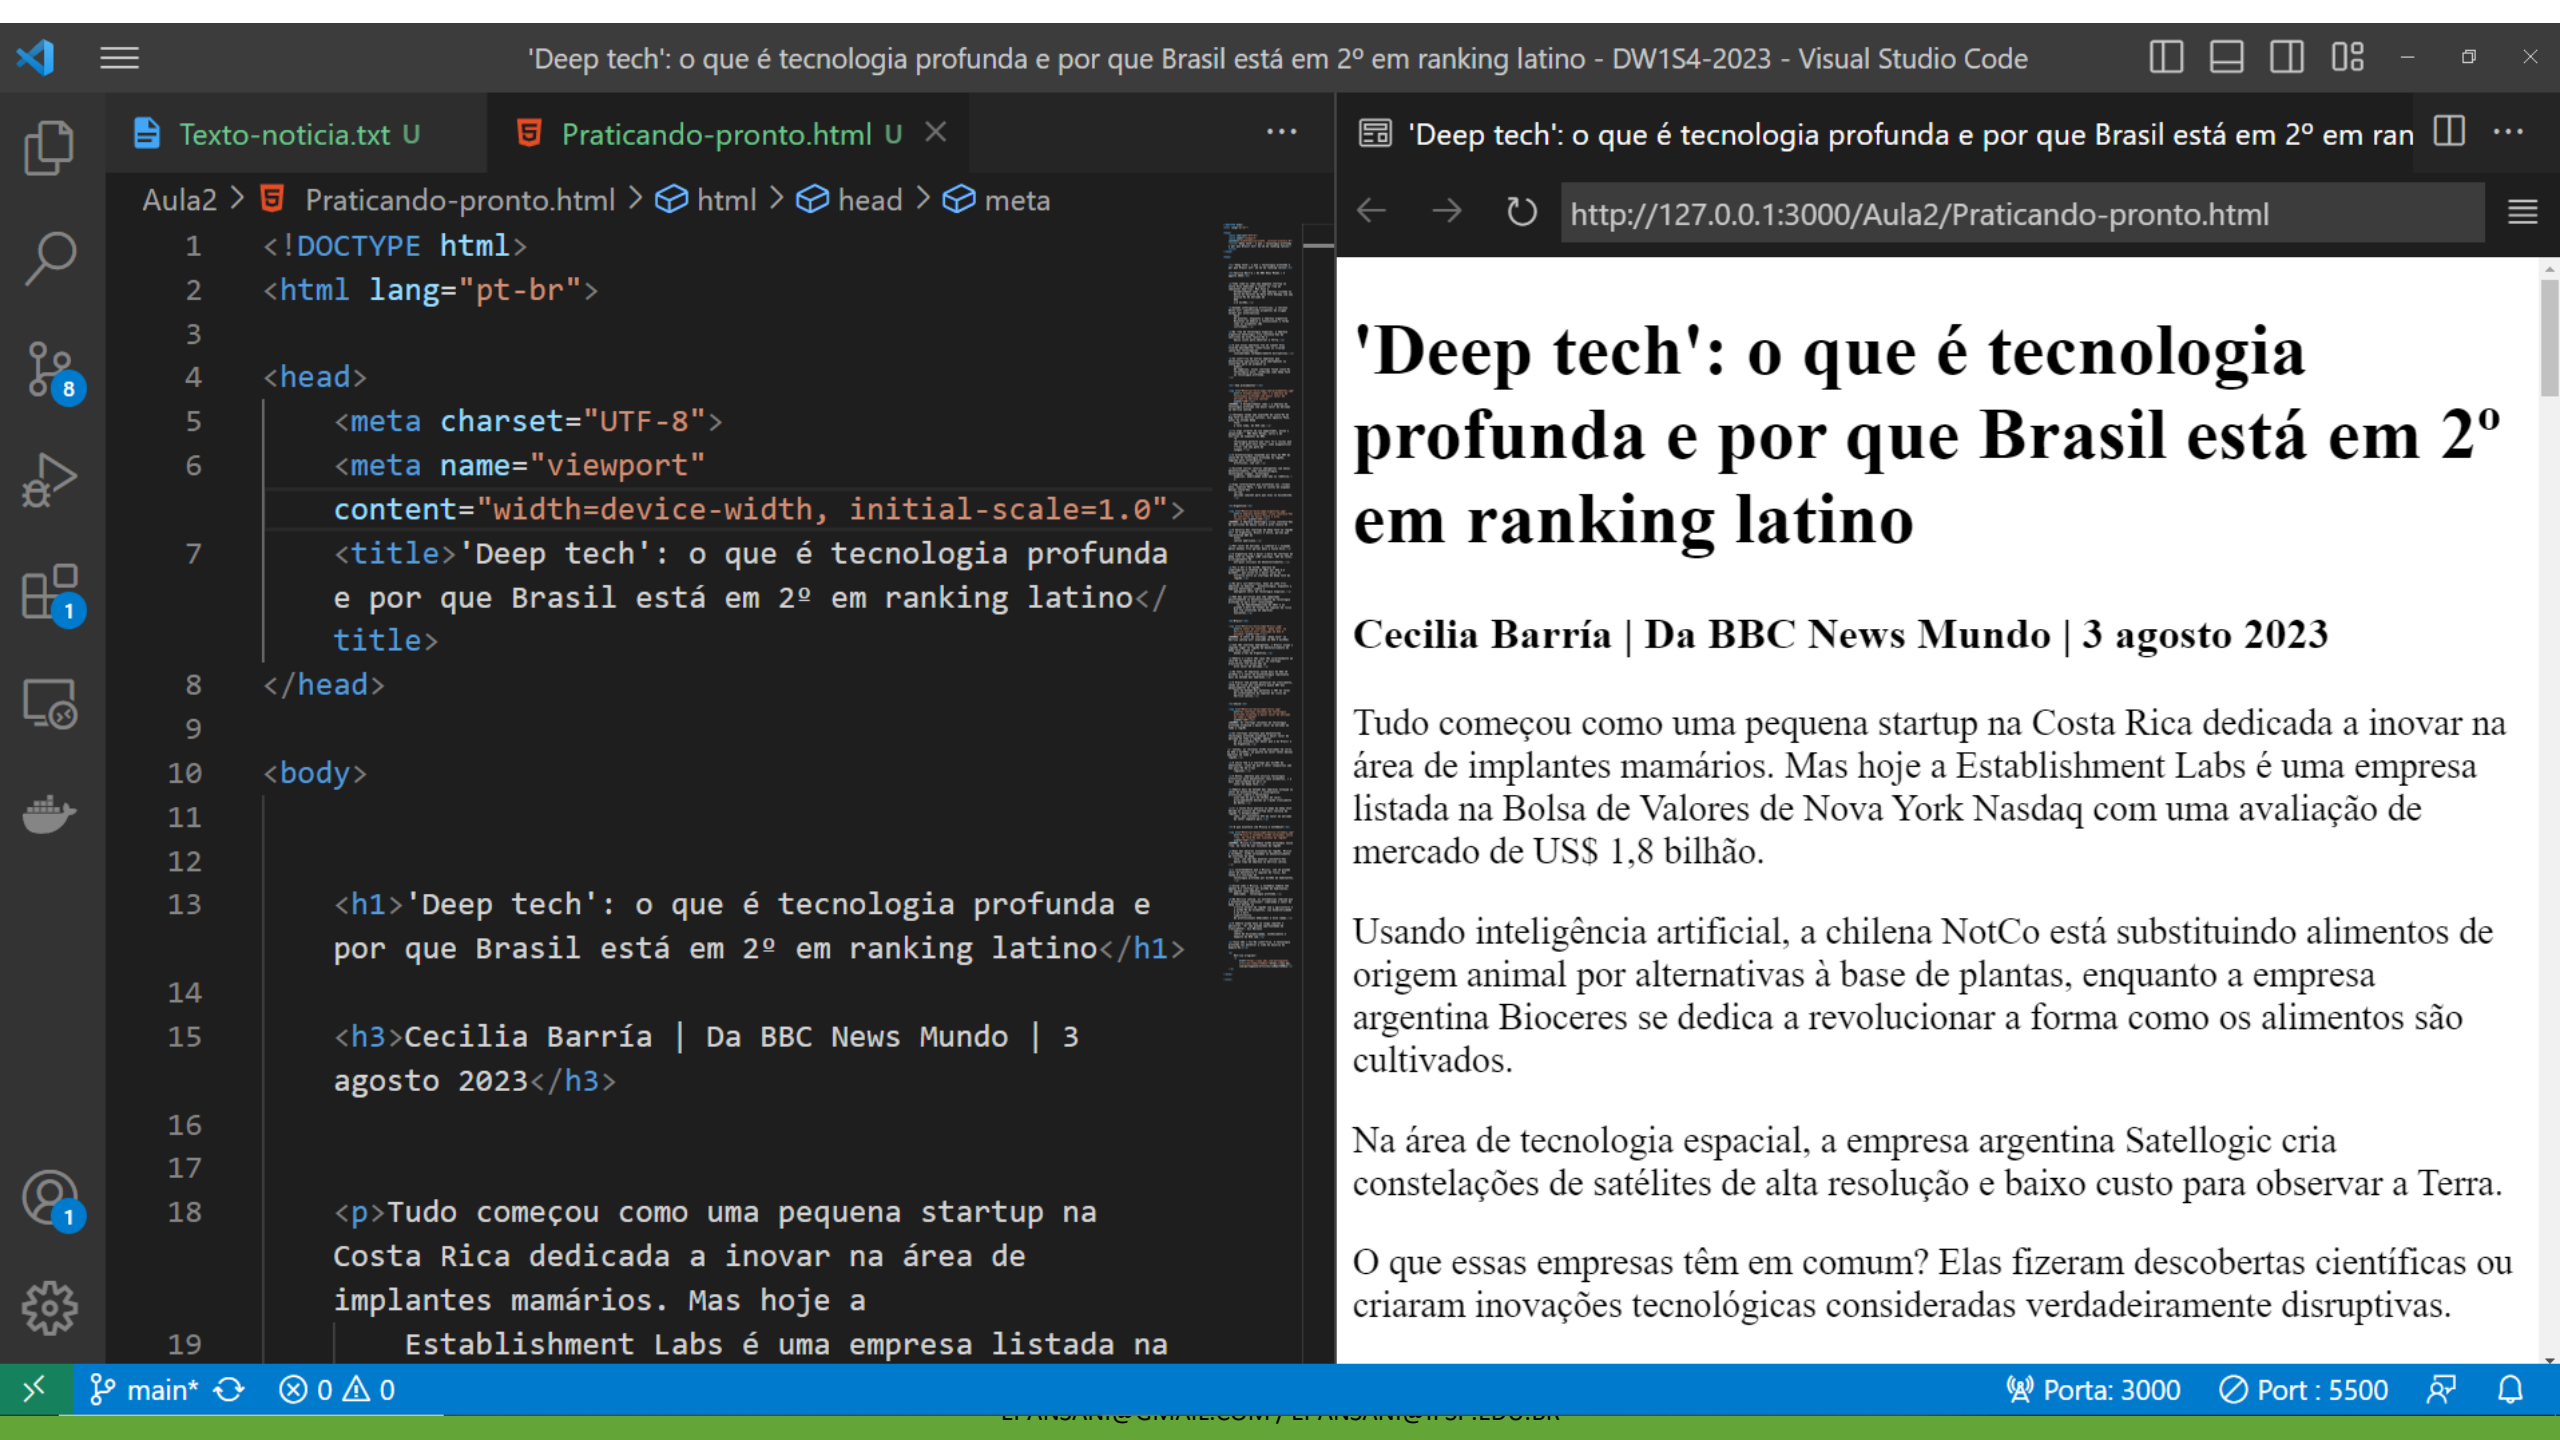 'Deep tech': o que é tecnologia profunda e por que Brasil está em 2º em ranking latino - DW1S4-2023 - Visual Studio Code
Texto-noticia.txt U
Praticando-pronto.html U
Aula2 > Praticando-pronto.html > html > head > meta
1 <!DOCTYPE html>
2 <html lang="pt-br">
3
4 <head>
5 <meta charset="UTF-8">
6 <meta name="viewport"
content="width=device-width, initial-scale=1.0">
7 <title>'Deep tech': o que é tecnologia profunda
e por que Brasil está em 2º em ranking latino</
title>
8 </head>
9
10 <body>
11
12
13 <h1>'Deep tech': o que é tecnologia profunda e
por que Brasil está em 2º em ranking latino</h1>
14
15 <h3>Cecilia Barría | Da BBC News Mundo | 3
agosto 2023</h3>
16
17
18 <p>Tudo começou como uma pequena startup na
Costa Rica dedicada a inovar na área de
implantes mamários. Mas hoje a
19 Establishment Labs é uma empresa listada na
8
1
1
'Deep tech': o que é tecnologia profunda e por que Brasil está em 2º em ran
http://127.0.0.1:3000/Aula2/Praticando-pronto.html
'Deep tech': o que é tecnologia
profunda e por que Brasil está em 2º
em ranking latino
Cecilia Barría | Da BBC News Mundo | 3 agosto 2023
Tudo começou como uma pequena startup na Costa Rica dedicada a inovar na
área de implantes mamários. Mas hoje a Establishment Labs é uma empresa
listada na Bolsa de Valores de Nova York Nasdaq com uma avaliação de
mercado de US$ 1,8 bilhão.
Usando inteligência artificial, a chilena NotCo está substituindo alimentos de
origem animal por alternativas à base de plantas, enquanto a empresa
argentina Bioceres se dedica a revolucionar a forma como os alimentos são
cultivados.
Na área de tecnologia espacial, a empresa argentina Satellogic cria
constelações de satélites de alta resolução e baixo custo para observar a Terra.
O que essas empresas têm em comum? Elas fizeram descobertas científicas ou
criaram inovações tecnológicas consideradas verdadeiramente disruptivas.
main* 0 0
Porta: 3000 Port : 5500